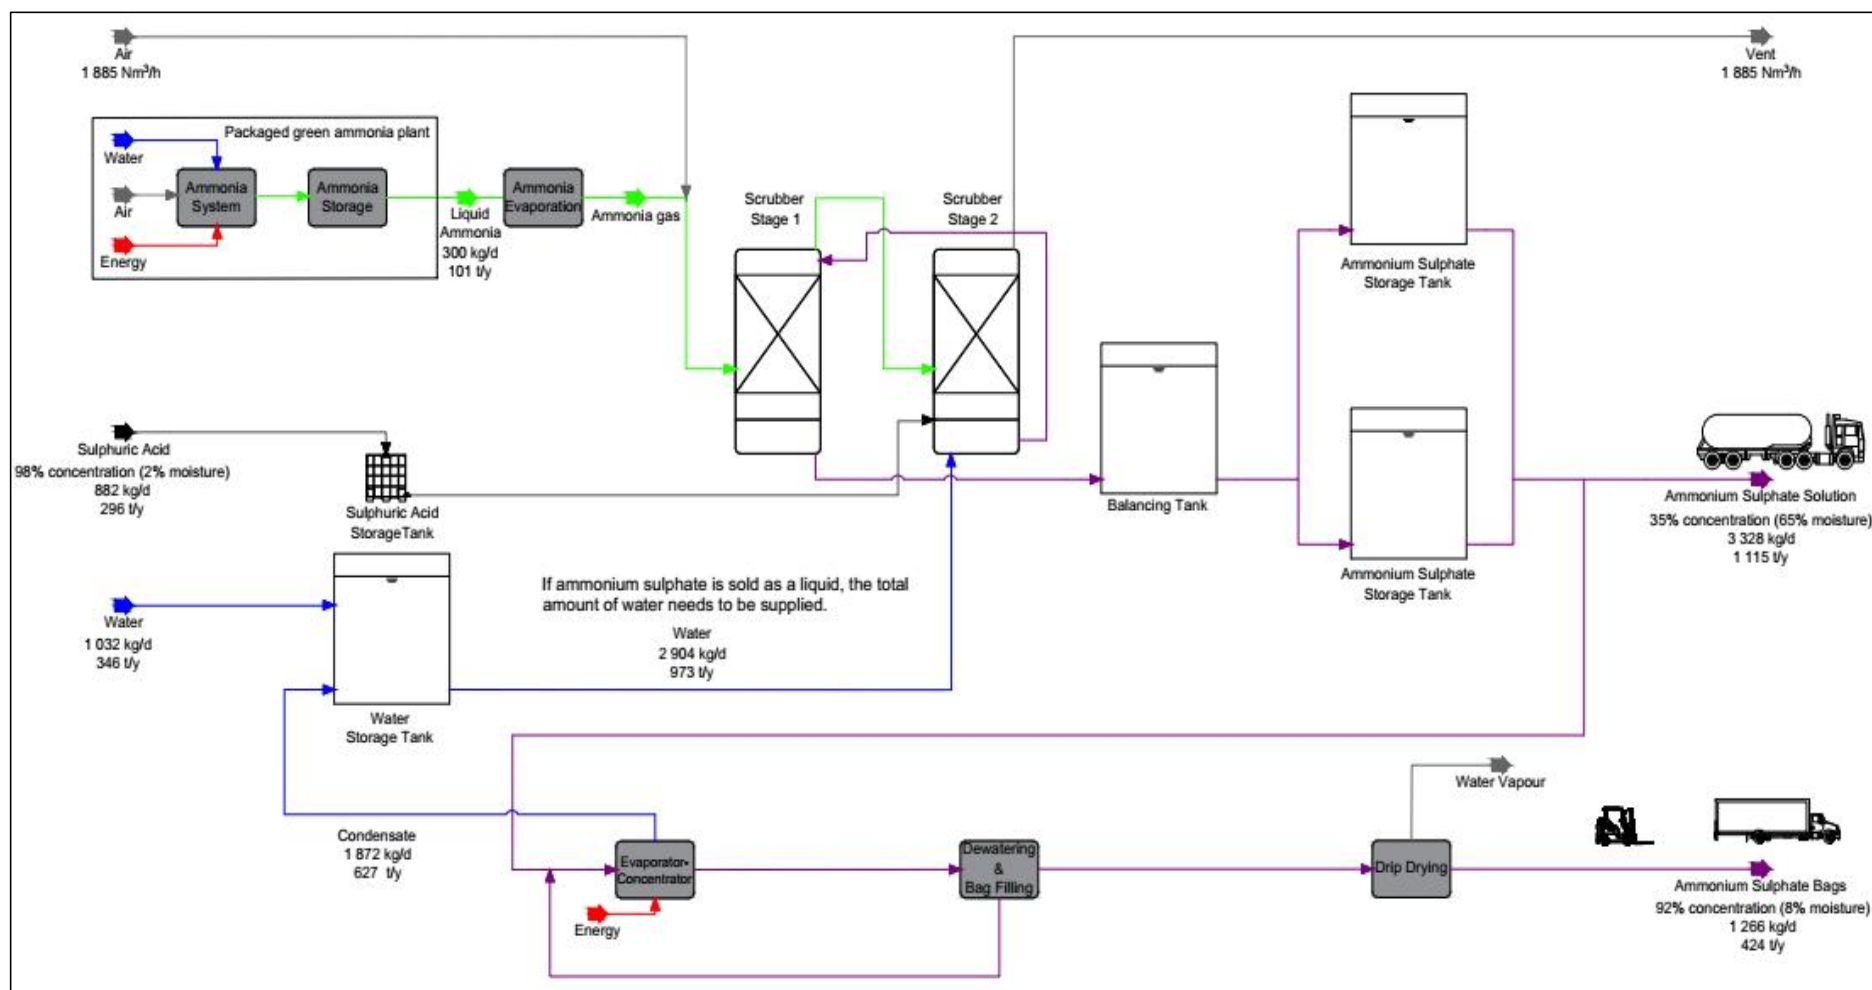 Air
1 885 Nm³/h
Vent
1 885 Nm³/h
Packaged green ammonia plant
Water
Air
Energy
Ammonia
System
Ammonia
Storage
Liquid
Ammonia
300 kg/d
101 t/y
Ammonia
Evaporation
Ammonia gas
Scrubber
Stage 1
Scrubber
Stage 2
Ammonium Sulphate
Storage Tank
Sulphuric Acid
98% concentration (2% moisture)
882 kg/d
296 t/y
Sulphuric Acid
StorageTank
Balancing Tank
Ammonium Sulphate
Storage Tank
Ammonium Sulphate Solution
35% concentration (65% moisture)
3 328 kg/d
1 115 t/y
If ammonium sulphate is sold as a liquid, the total
amount of water needs to be supplied.
Water
1 032 kg/d
346 t/y
Water
2 904 kg/d
973 t/y
Water
Storage Tank
Condensate
1 872 kg/d
627 t/y
Evaporator-
Concentrator
Energy
Dewatering
&
Bag Filling
Drip Drying
Water Vapour
Ammonium Sulphate Bags
92% concentration (8% moisture)
1 266 kg/d
424 t/y